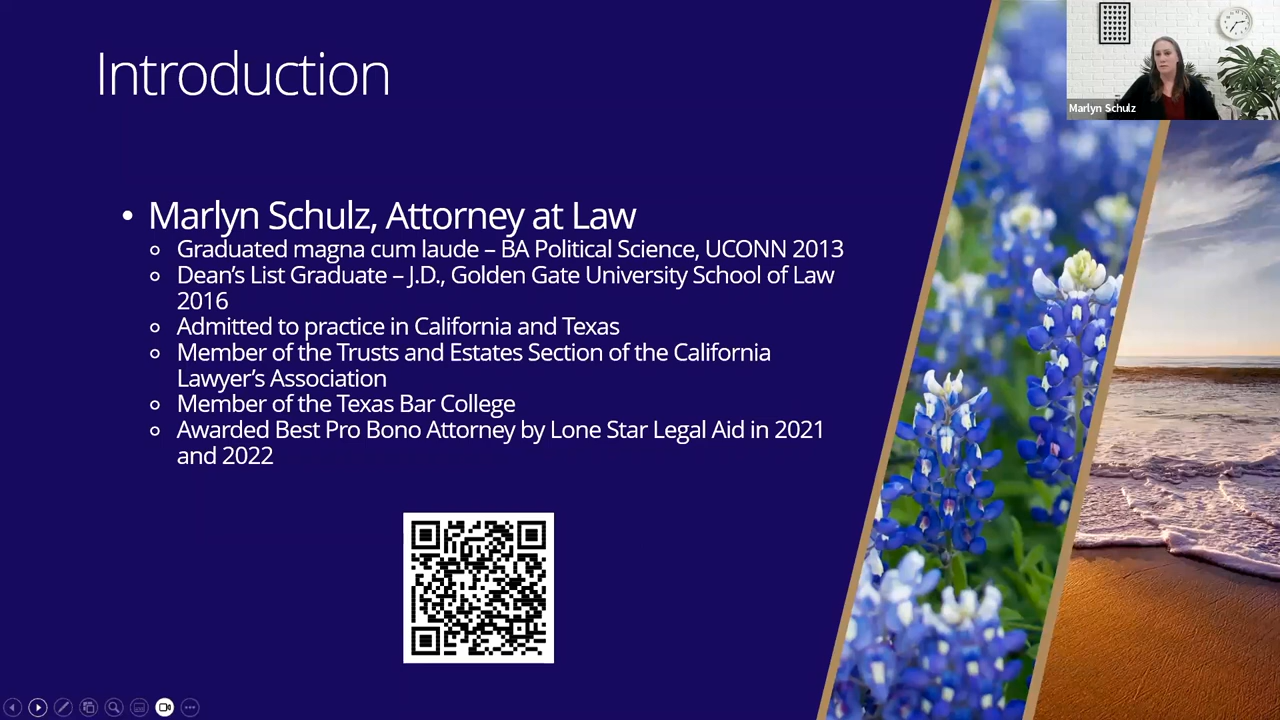 Introduction
Marlyn Schulz
• Marlyn Schulz, Attorney at Law
Graduated magna cum laude – BA Political Science, UCONN 2013
Dean’s List Graduate – J.D., Golden Gate University School of Law
2016
Admitted to practice in California and Texas
Member of the Trusts and Estates Section of the California
Lawyer’s Association
Member of the Texas Bar College
Awarded Best Pro Bono Attorney by Lone Star Legal Aid in 2021
and 2022